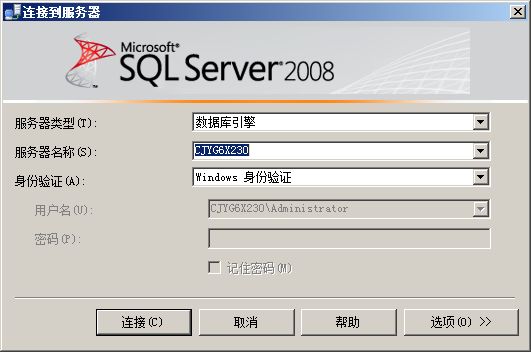 连接到服务器
Microsoft®
SQL Server® 2008
服务器类型(T): 数据库引擎
服务器名称(S): CJYG6X230
身份验证(A): Windows 身份验证
用户名(U): CJYG6X230\Administrator
密码(P):
记住密码(M)
连接(C) 取消 帮助 选项(O) >>